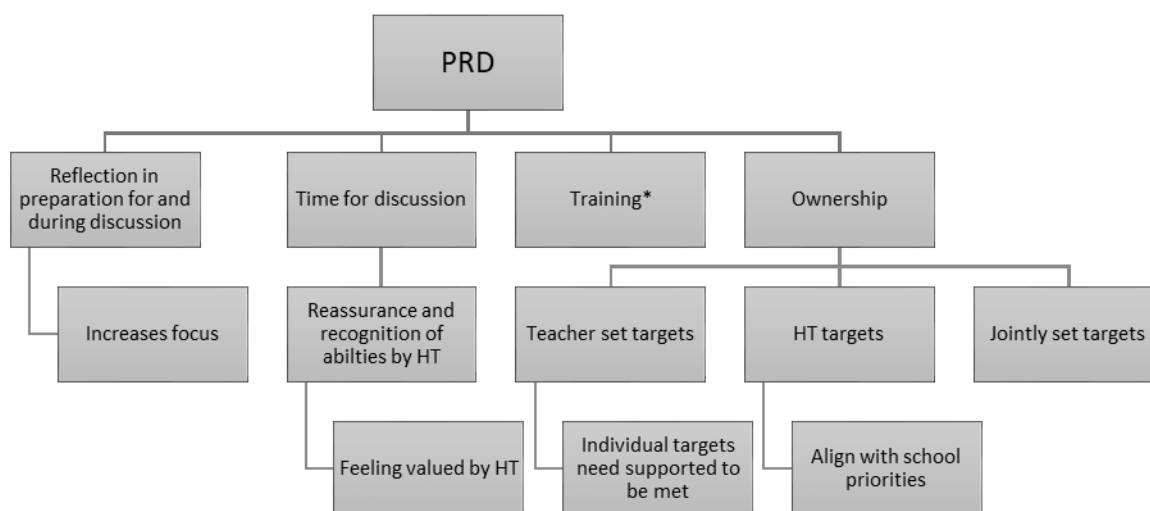 PRD
Reflection in
preparation for and
during discussion
Time for discussion
Training*
Ownership
Increases focus
Reassurance and
recognition of
abilties by HT
Teacher set targets
HT targets
Jointly set targets
Feeling valued by HT
Individual targets
need supported to
be met
Align with school
priorities